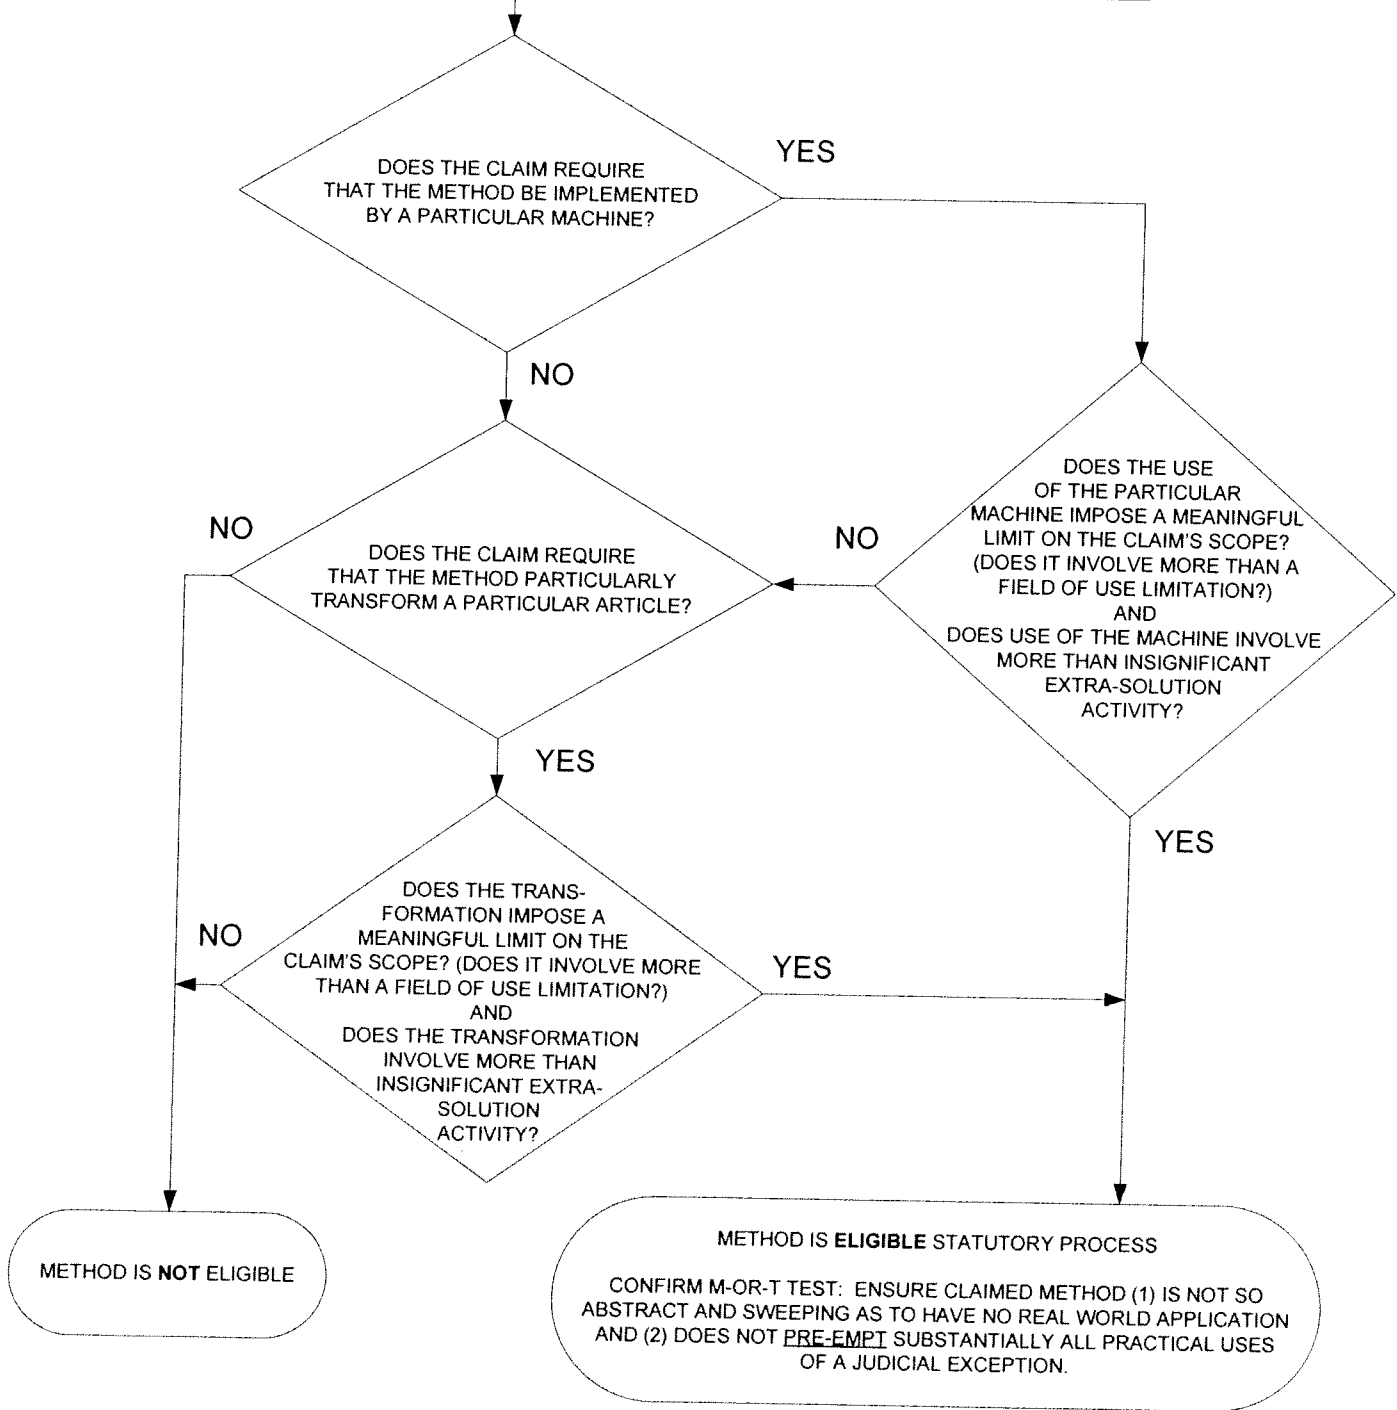 YES
DOES THE CLAIM REQUIRE
THAT THE METHOD BE IMPLEMENTED
BY A PARTICULAR MACHINE?
NO
DOES THE USE
OF THE PARTICULAR
MACHINE IMPOSE A MEANINGFUL
LIMIT ON THE CLAIM'S SCOPE?
(DOES IT INVOLVE MORE THAN A
FIELD OF USE LIMITATION?)
AND
DOES USE OF THE MACHINE INVOLVE
MORE THAN INSIGNIFICANT
EXTRA-SOLUTION
ACTIVITY?
NO
NO
DOES THE CLAIM REQUIRE
THAT THE METHOD PARTICULARLY
TRANSFORM A PARTICULAR ARTICLE?
YES
YES
DOES THE TRANS-
FORMATION IMPOSE A
MEANINGFUL LIMIT ON THE
CLAIM'S SCOPE? (DOES IT INVOLVE MORE
THAN A FIELD OF USE LIMITATION?)
AND
DOES THE TRANSFORMATION
INVOLVE MORE THAN
INSIGNIFICANT EXTRA-
SOLUTION
ACTIVITY?
NO
YES
METHOD IS NOT ELIGIBLE
METHOD IS ELIGIBLE STATUTORY PROCESS
CONFIRM M-OR-T TEST: ENSURE CLAIMED METHOD (1) IS NOT SO
ABSTRACT AND SWEEPING AS TO HAVE NO REAL WORLD APPLICATION
AND (2) DOES NOT PRE-EMPT SUBSTANTIALLY ALL PRACTICAL USES
OF A JUDICIAL EXCEPTION.